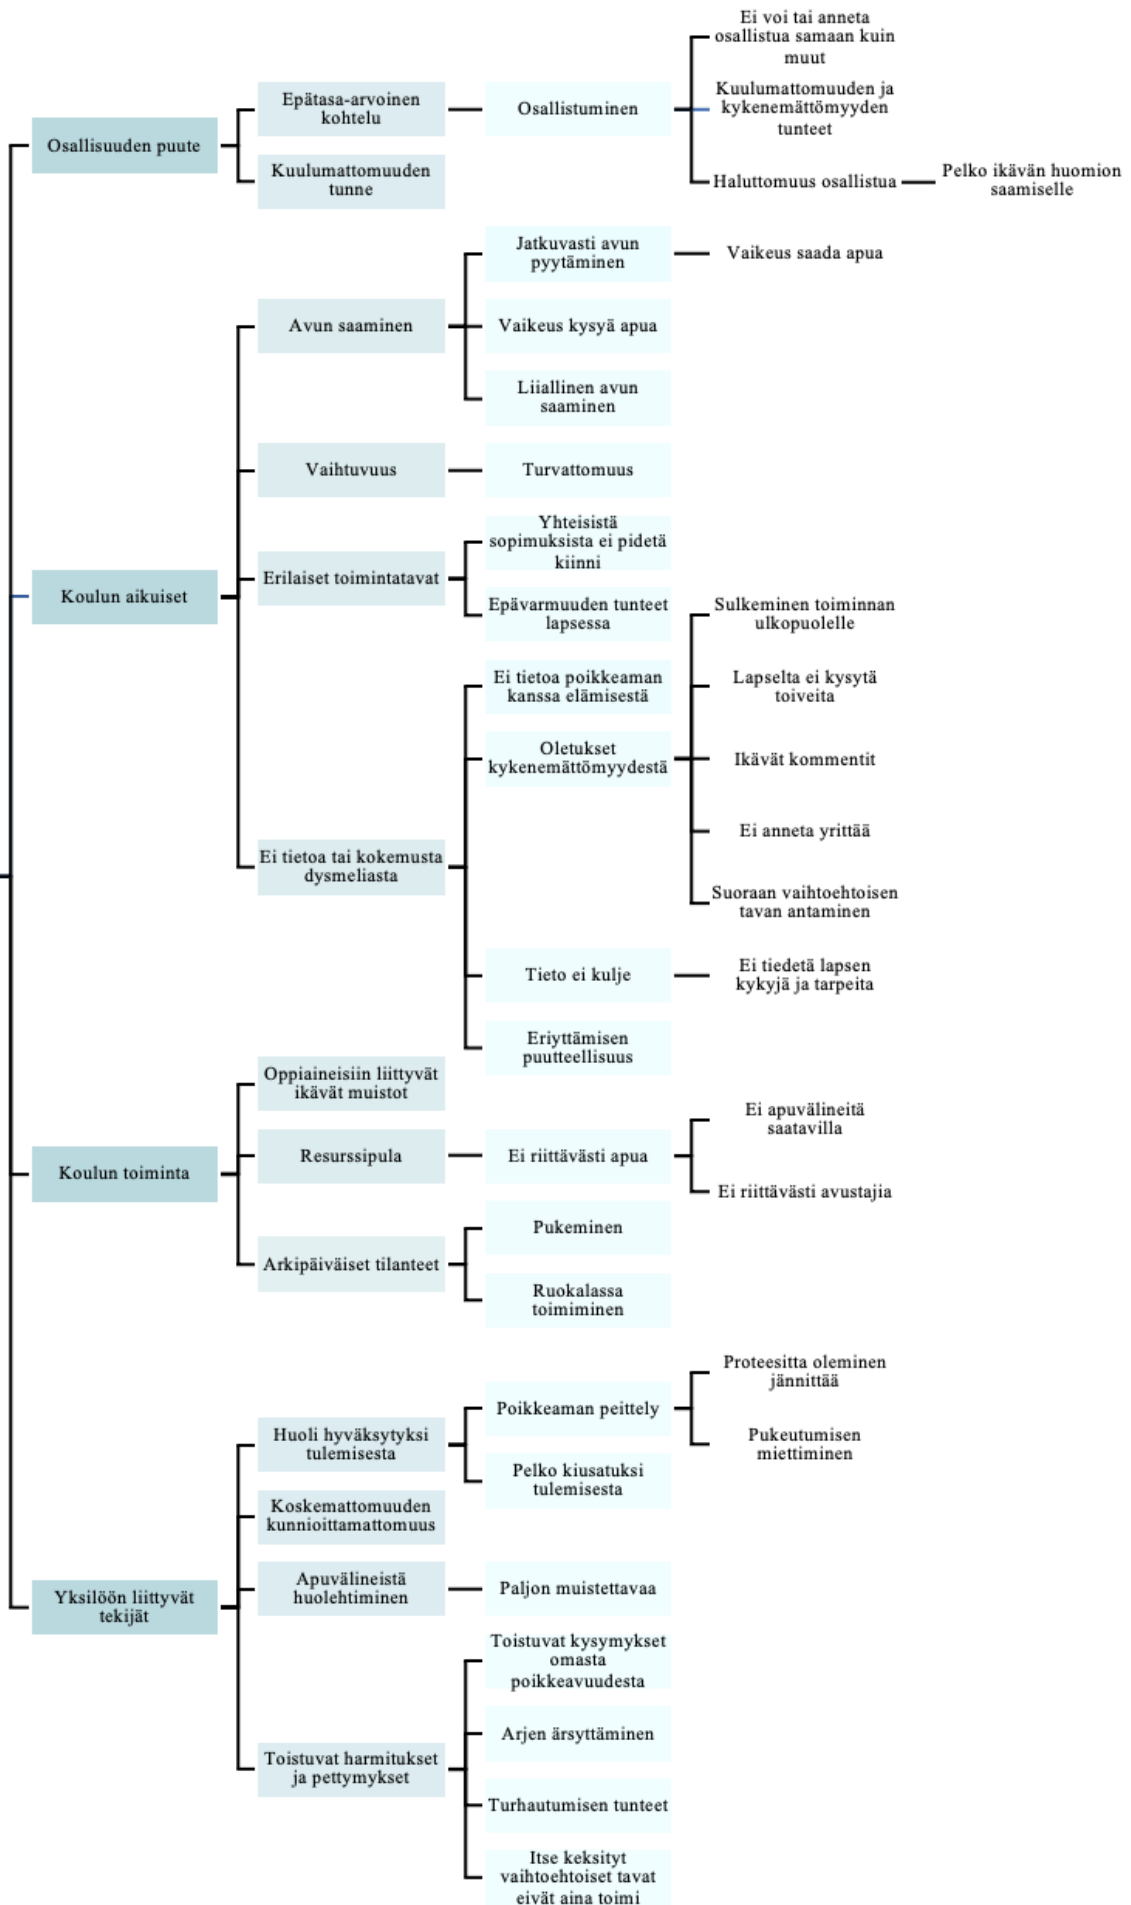 Osallisuuden puute
Epätasa-arvoinen
kohtelu
Osallistuminen
Ei voi tai anneta
osallistua samaan kuin
muut
Kuulumattomuuden ja
kykenemättömyyden
tunteet
Haluttomuus osallistua
Pelko ikävän huomion
saamiselle
Kuulumattomuuden
tunne
Koulun aikuiset
Avun saaminen
Jatkuvasti avun
pyytäminen
Vaikeus saada apua
Vaikeus kysyä apua
Liiallinen avun
saaminen
Vaihtuvuus
Turvattomuus
Erilaiset toimintatavat
Yhteisistä
sopimuksista ei pidetä
kiinni
Epävarmuuden tunteet
lapsessa
Ei tietoa tai kokemusta
dysmeliasta
Ei tietoa poikkeaman
kanssa elämisestä
Oletukset
kykenemättömyydestä
Sulkeminen toiminnan
ulkopuolelle
Lapselta ei kysytä
toiveita
Ikävät kommentit
Ei anneta yrittää
Suoraan vaihtoehtoisen
tavan antaminen
Tieto ei kulje
Ei tiedetä lapsen
kykyjä ja tarpeita
Eriyttämisen
puutteellisuus
Koulun toiminta
Oppiaineisiin liittyvät
ikävät muistot
Resurssipula
Ei riittävästi apua
Ei apuvälineitä
saatavilla
Ei riittävästi avustajia
Arkipäiväiset tilanteet
Pukeminen
Ruokalassa
toimiminen
Yksilöön liittyvät
tekijät
Huoli hyväksytyksi
tulemisesta
Poikkeaman peittely
Proteesitta oleminen
jännittää
Pukeutumisen
miettiminen
Pelko kiusatuksi
tulemisesta
Koskemattomuuden
kunnioittamattomuus
Apuvälineistä
huolehtiminen
Paljon muistettavaa
Toistuvat harmitukset
ja pettymykset
Toistuvat kysymykset
omasta
poikkeavuudesta
Arjen ärsyttäminen
Turhautumisen tunteet
Itse keksityt
vaihtoehtoiset tavat
eivät aina toimi